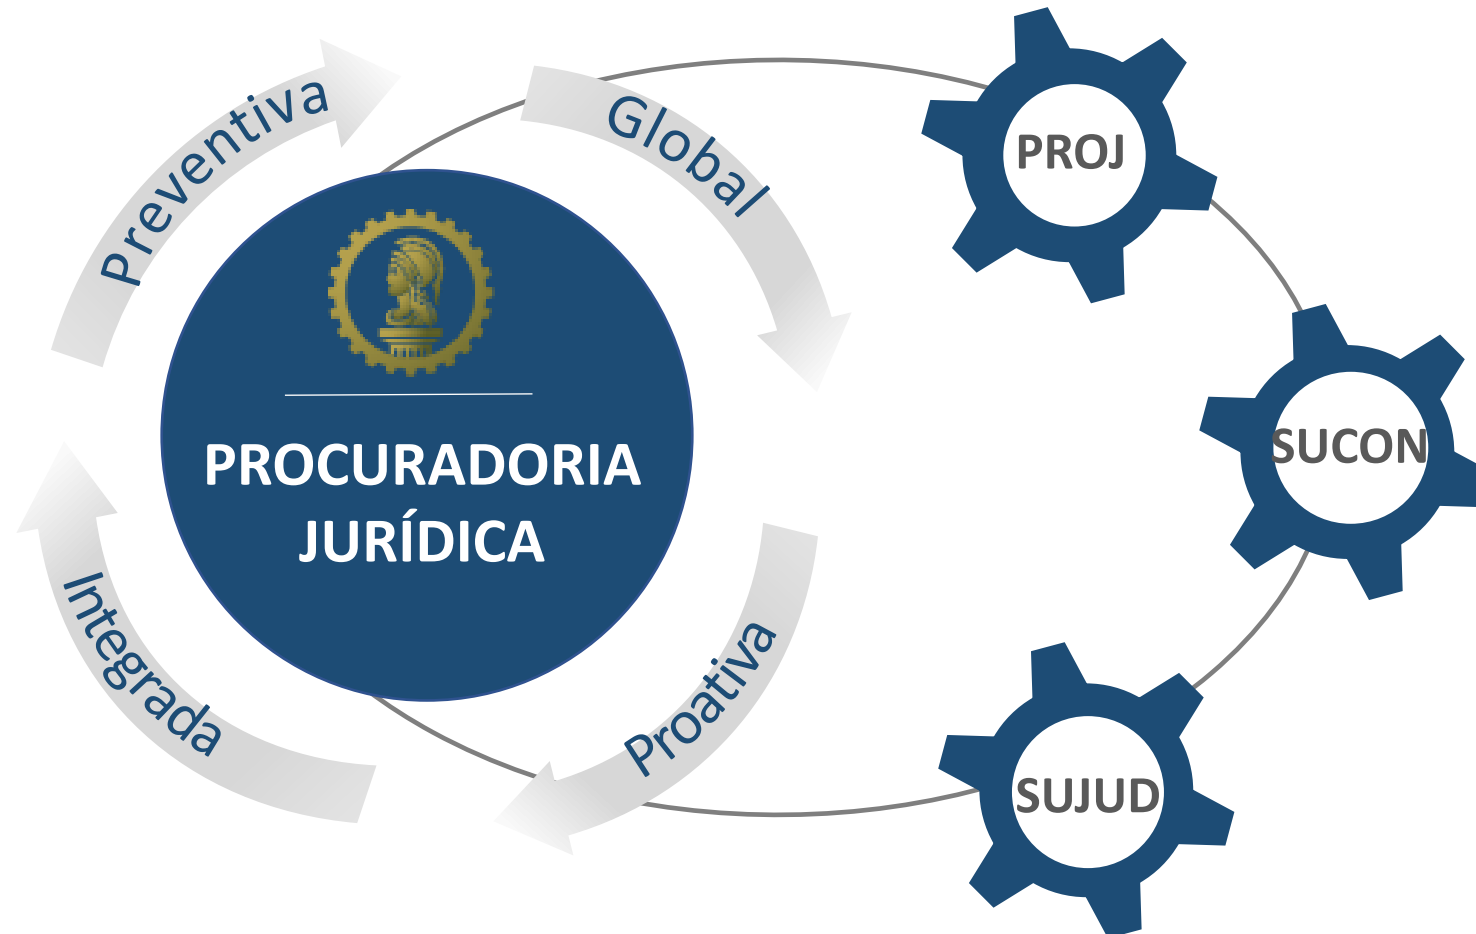 Preventiva
Global
PROCURADORIA
JURÍDICA
Proativa
Integrada
PROJ
SUCON
SUJUD